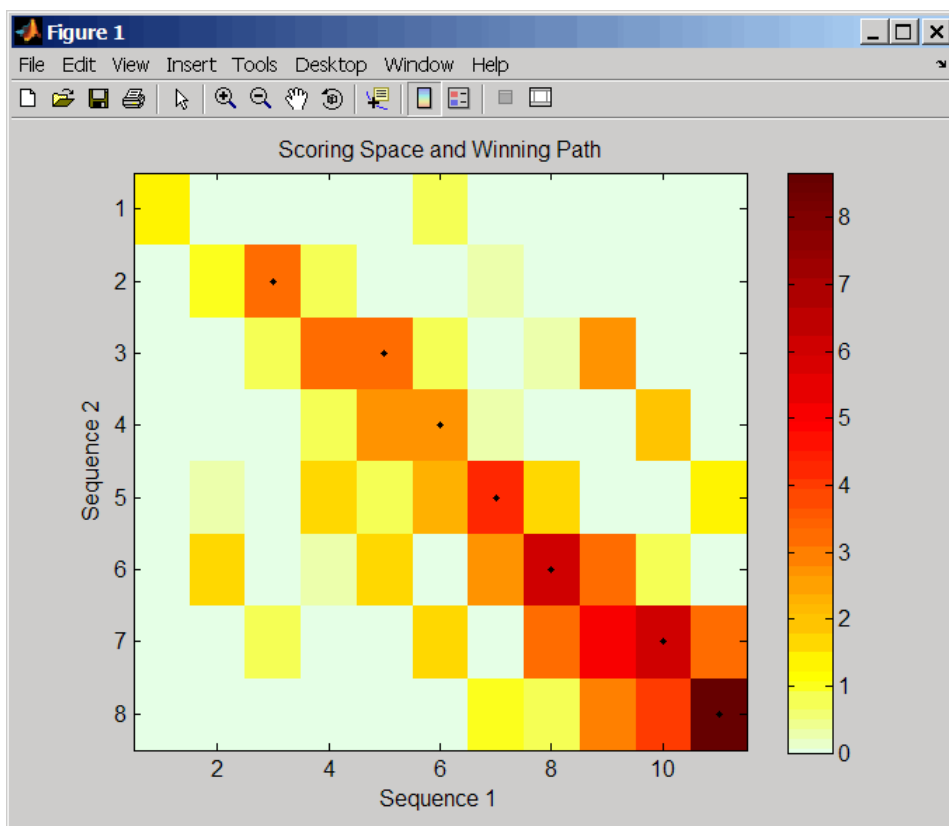 Figure 1
File Edit View Insert Tools Desktop Window Help
Scoring Space and Winning Path
1
2
3
4
5
6
7
8
Sequence 2
2 4 6 8 10
Sequence 1
8
7
6
5
4
3
2
1
0